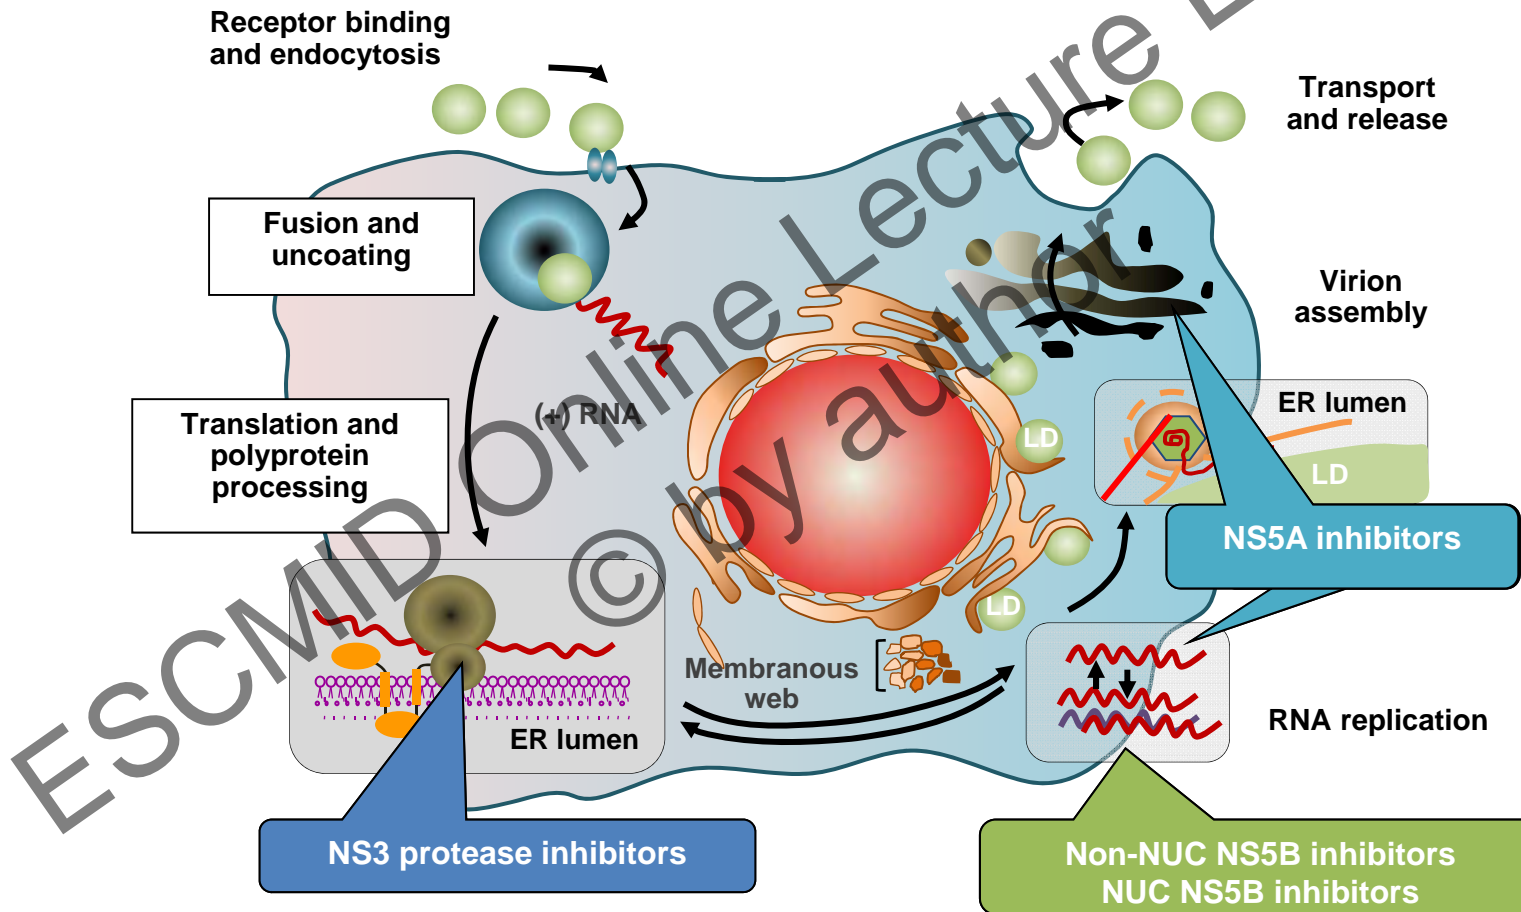 Receptor binding
and endocytosis
Transport
and release
Fusion and
uncoating
Virion
assembly
(+) RNA
Translation and
polyprotein
processing
ER lumen
LD
LD
NS5A inhibitors
LD
Membranous
web
RNA replication
ER lumen
NS3 protease inhibitors
Non-NUC NS5B inhibitors
NUC NS5B inhibitors
ESCMID Online Lecture
© by author